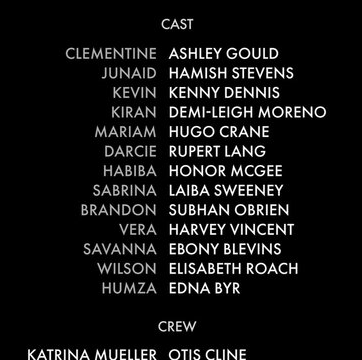 CAST
CLEMENTINE ASHLEY GOULD
JUNAID HAMISH STEVENS
KEVIN KENNY DENNIS
KIRAN DEMI-LEIGH MORENO
MARIAM HUGO CRANE
DARCIE RUPERT LANG
HABIBA HONOR MCGEE
SABRINA LAIBA SWEENEY
BRANDON SUBHAN OBRIEN
VERA HARVEY VINCENT
SAVANNA EBONY BLEVINS
WILSON ELISABETH ROACH
HUMZA EDNA BYR
CREW
KATRINA MUELLER OTIS CLINE